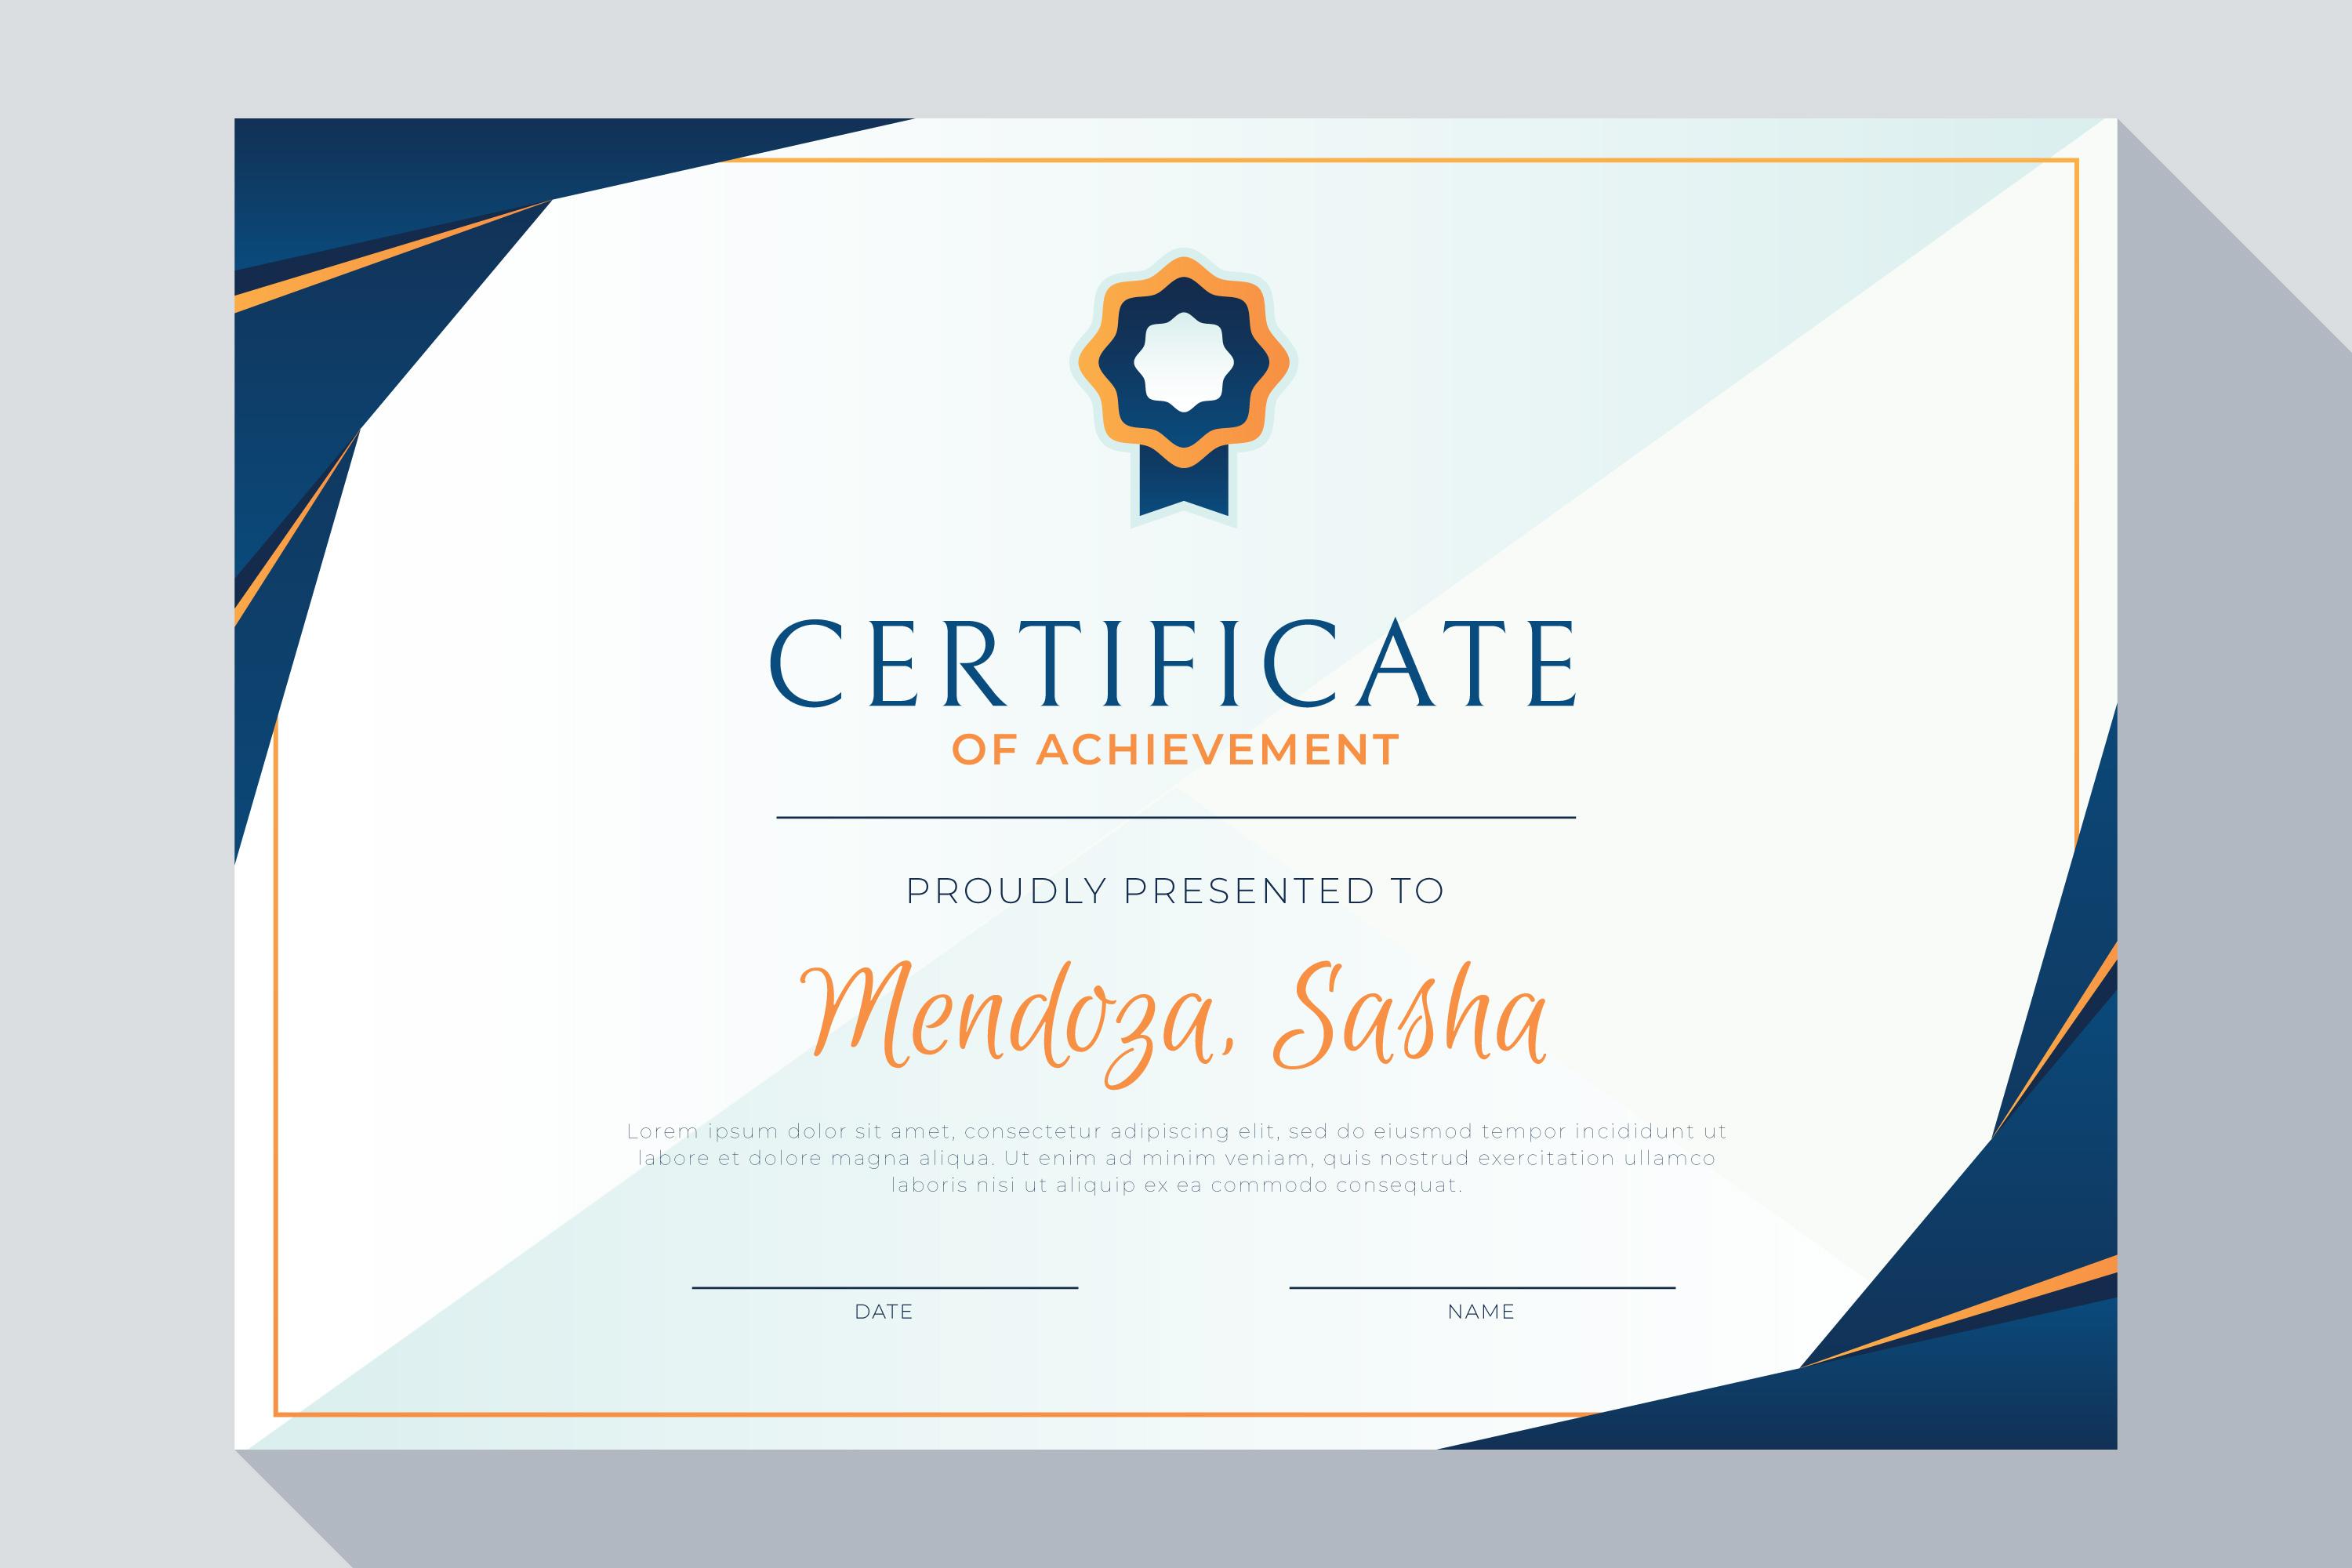 CERTIFICATE
OF ACHIEVEMENT
PROUDLY PRESENTED TO
Mendoza, Sasha
Lorem ipsum dolor sit amet, consectetur adipiscing elit, sed do eiusmod tempor incididunt ut
labore et dolore magna aliqua. Ut enim ad minim veniam, quis nostrud exercitation ullamco
laboris nisi ut aliquip ex ea commodo consequat.
DATE
NAME